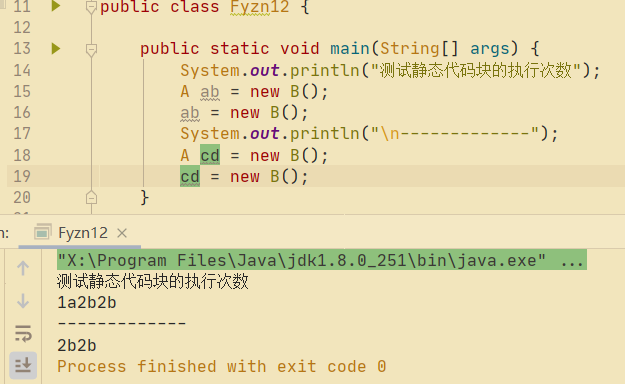 11 public class Fyzn12 {
12
13 public static void main(String[] args) {
14 System.out.println("测试静态代码块的执行次数");
15 A ab = new B();
16 ab = new B();
17 System.out.println("\n-------------");
18 A cd = new B();
19 cd = new B();
20 }
n: Fyzn12 ×
"X:\Program Files\Java\jdk1.8.0_251\bin\java.exe" ...
测试静态代码块的执行次数
1a2b2b
-------------
2b2b
Process finished with exit code 0